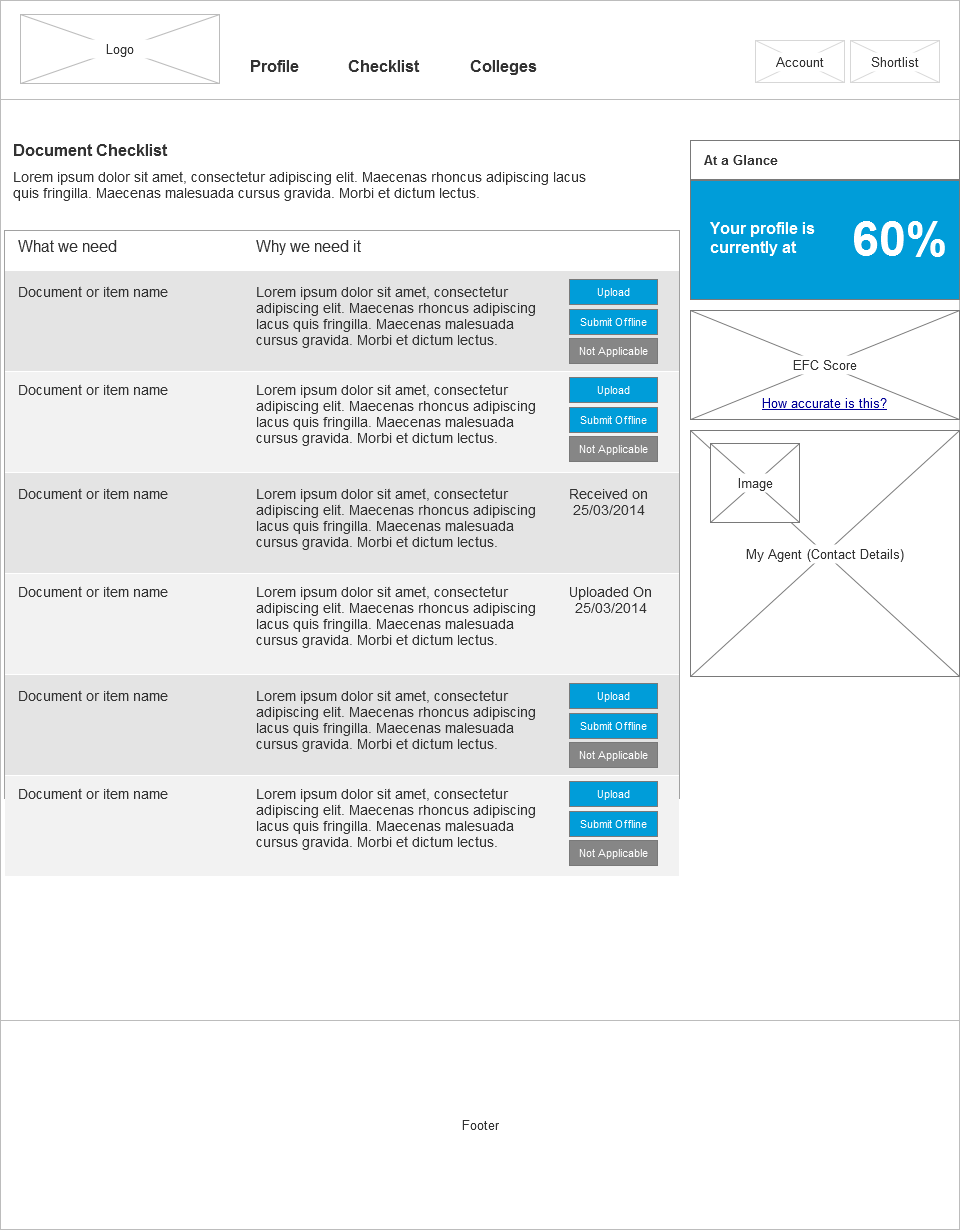 Logo
Profile
Checklist
Colleges
Account
Shortlist
Document Checklist
Lorem ipsum dolor sit amet, consectetur adipiscing elit. Maecenas rhoncus adipiscing lacus
quis fringilla. Maecenas malesuada cursus gravida. Morbi et dictum lectus.
What we need
Why we need it
Document or item name
Lorem ipsum dolor sit amet, consectetur
adipiscing elit. Maecenas rhoncus adipiscing
lacus quis fringilla. Maecenas malesuada
cursus gravida. Morbi et dictum lectus.
Upload
Submit Offline
Not Applicable
Document or item name
Lorem ipsum dolor sit amet, consectetur
adipiscing elit. Maecenas rhoncus adipiscing
lacus quis fringilla. Maecenas malesuada
cursus gravida. Morbi et dictum lectus.
Upload
Submit Offline
Not Applicable
Document or item name
Lorem ipsum dolor sit amet, consectetur
adipiscing elit. Maecenas rhoncus adipiscing
lacus quis fringilla. Maecenas malesuada
cursus gravida. Morbi et dictum lectus.
Received on
25/03/2014
Document or item name
Lorem ipsum dolor sit amet, consectetur
adipiscing elit. Maecenas rhoncus adipiscing
lacus quis fringilla. Maecenas malesuada
cursus gravida. Morbi et dictum lectus.
Uploaded On
25/03/2014
Document or item name
Lorem ipsum dolor sit amet, consectetur
adipiscing elit. Maecenas rhoncus adipiscing
lacus quis fringilla. Maecenas malesuada
cursus gravida. Morbi et dictum lectus.
Upload
Submit Offline
Not Applicable
Document or item name
Lorem ipsum dolor sit amet, consectetur
adipiscing elit. Maecenas rhoncus adipiscing
lacus quis fringilla. Maecenas malesuada
cursus gravida. Morbi et dictum lectus.
Upload
Submit Offline
Not Applicable
At a Glance
Your profile is
currently at
60%
EFC Score
How accurate is this?
Image
My Agent (Contact Details)
Footer